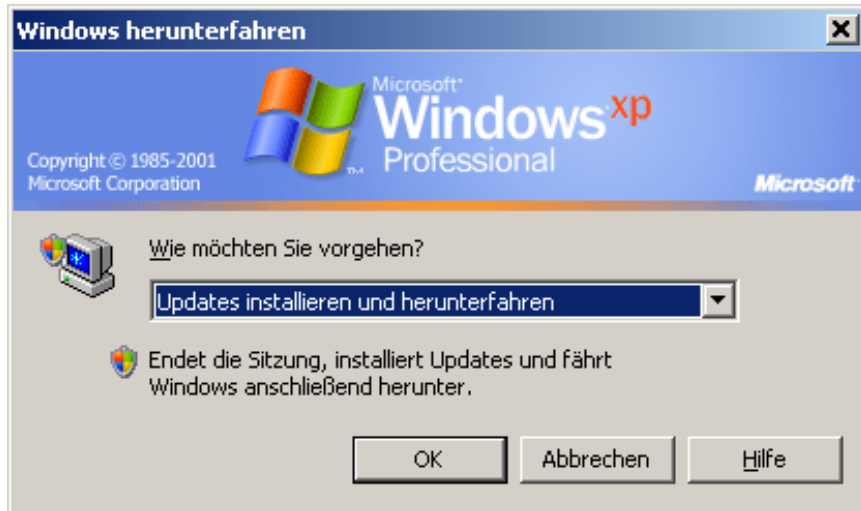 Windows herunterfahren
Microsoft
Windows xp
Professional
Copyright © 1985-2001
Microsoft Corporation
Microsoft
Wie möchten Sie vorgehen?
Updates installieren und herunterfahren
Endet die Sitzung, installiert Updates und fährt
Windows anschließend herunter.
OK
Abbrechen
Hilfe